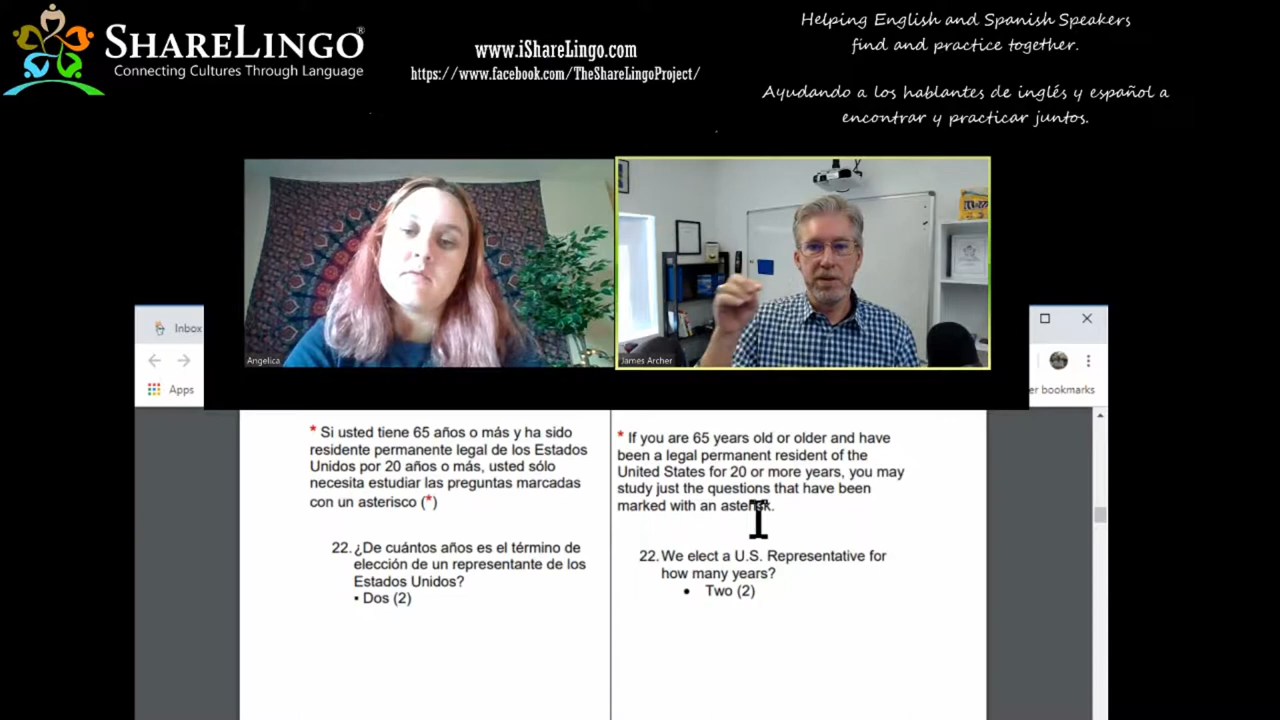 SHARELINGO®
Connecting Cultures Through Language
www.iShareLingo.com
https://www.facebook.com/TheShareLingoProject/
Helping English and Spanish Speakers
find and practice together.
Ayudando a los hablantes de inglés y español a
encontrar y practicar juntos.
Angelica
James Archer
Inbox
Apps
er bookmarks
* Si usted tiene 65 años o más y ha sido
residente permanente legal de los Estados
Unidos por 20 años o más, usted sólo
necesita estudiar las preguntas marcadas
con un asterisco (*)
22. ¿De cuántos años es el término de
elección de un representante de los
Estados Unidos?
• Dos (2)
* If you are 65 years old or older and have
been a legal permanent resident of the
United States for 20 or more years, you may
study just the questions that have been
marked with an asterisk.
22. We elect a U.S. Representative for
how many years?
• Two (2)